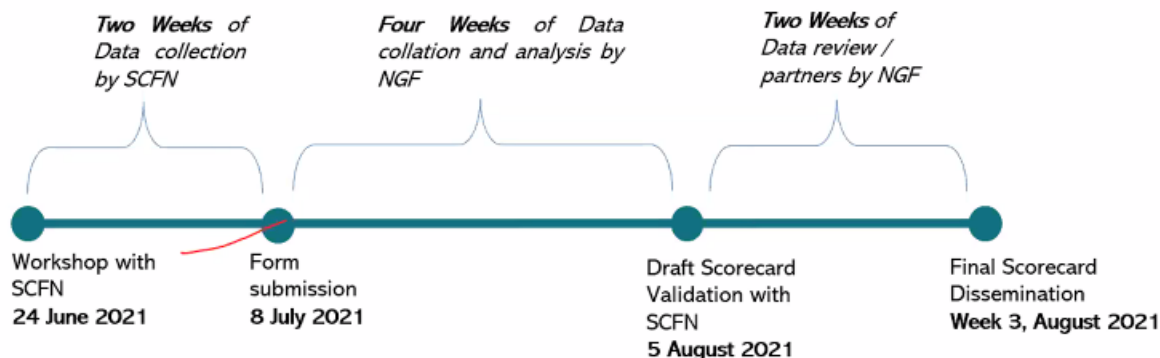 Two Weeks of
Data collection
by SCFN
Four Weeks of Data
collation and analysis by
NGF
Two Weeks of
Data review /
partners by NGF
Workshop with
SCFN
24 June 2021
Form
submission
8 July 2021
Draft Scorecard
Validation with
SCFN
5 August 2021
Final Scorecard
Dissemination
Week 3, August 2021